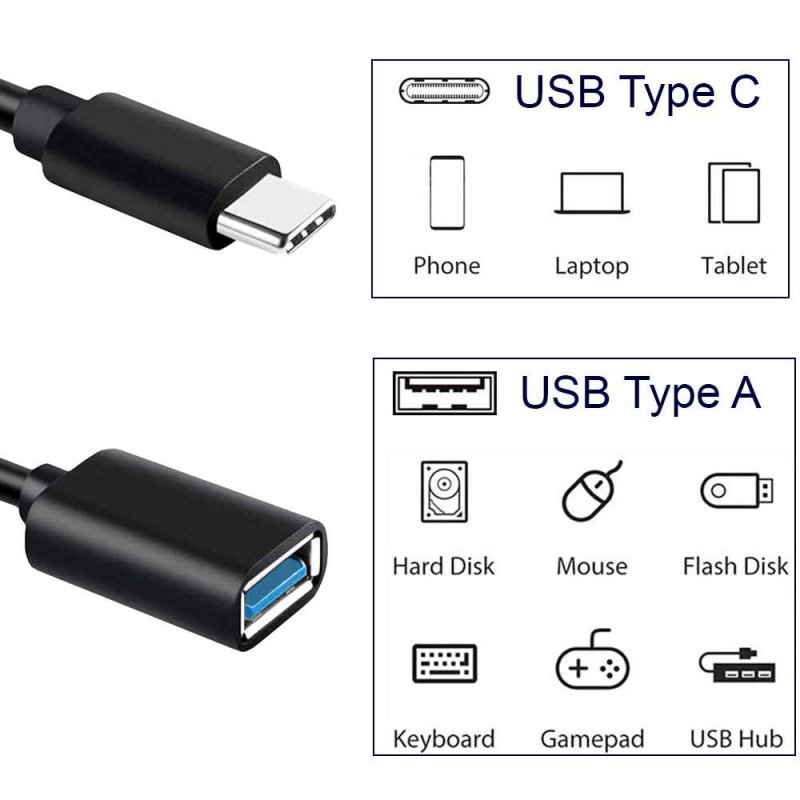 USB Type C
Phone Laptop Tablet
USB Type A
Hard Disk Mouse Flash Disk
Keyboard Gamepad USB Hub